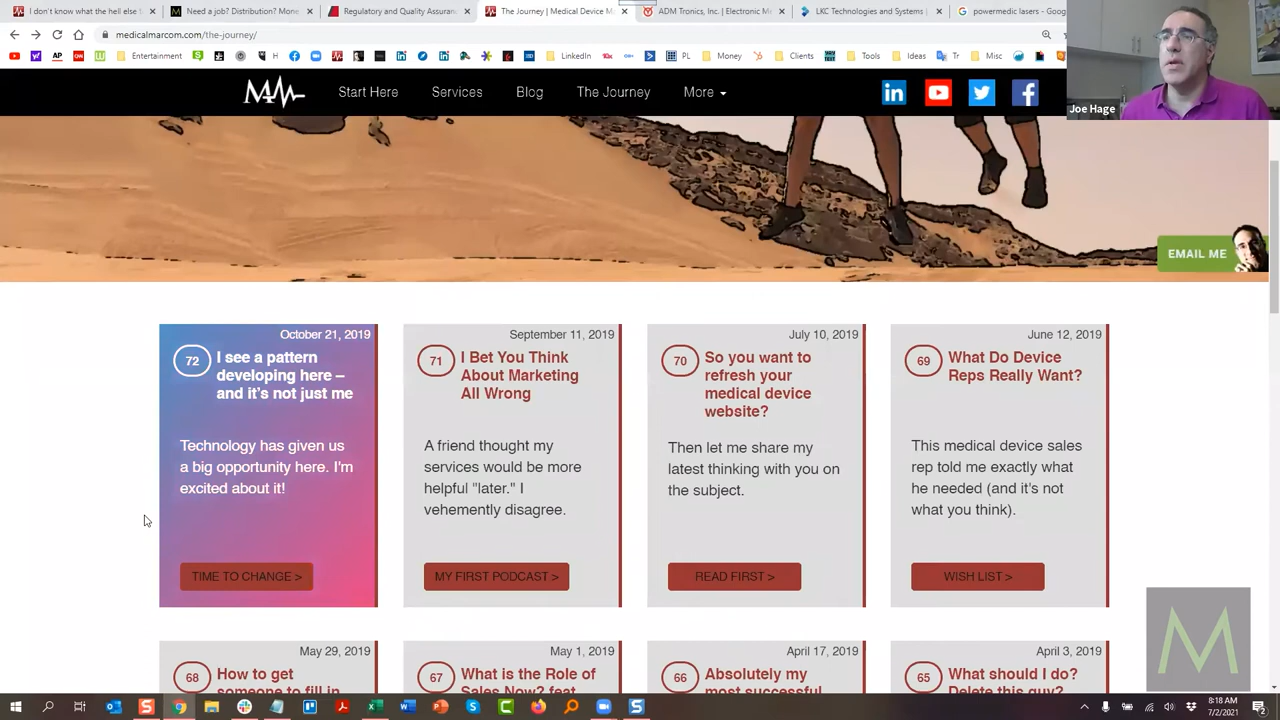 I don't know what the hell else t
Need a job? Distribution? Mone
Regulatory and Quality Assuran
The Journey | Medical Device M
ADM Tronics, Inc. | Electronic M
LKC Technologies and Systems |
powermedic lasers - Goog
medicalmarcom.com/the-journey/
Entertainment
LinkedIn
PL
Money
Clients
Tools
Ideas
Tr
Misc
Joe Hage
Start Here
Services
Blog
The Journey
More
EMAIL ME
October 21, 2019
72
I see a pattern
developing here –
and it's not just me
Technology has given us
a big opportunity here. I'm
excited about it!
TIME TO CHANGE >
September 11, 2019
71
I Bet You Think
About Marketing
All Wrong
A friend thought my
services would be more
helpful "later." I
vehemently disagree.
MY FIRST PODCAST >
July 10, 2019
70
So you want to
refresh your
medical device
website?
Then let me share my
latest thinking with you on
the subject.
READ FIRST >
June 12, 2019
69
What Do Device
Reps Really Want?
This medical device sales
rep told me exactly what
he needed (and it's not
what you think).
WISH LIST >
May 29, 2019
68
How to get
someone to fill in
May 1, 2019
67
What is the Role of
Sales Now? feat
April 17, 2019
66
Absolutely my
most successful
April 3, 2019
65
What should I do?
Delete this guy?
M
8:18 AM
7/2/2021